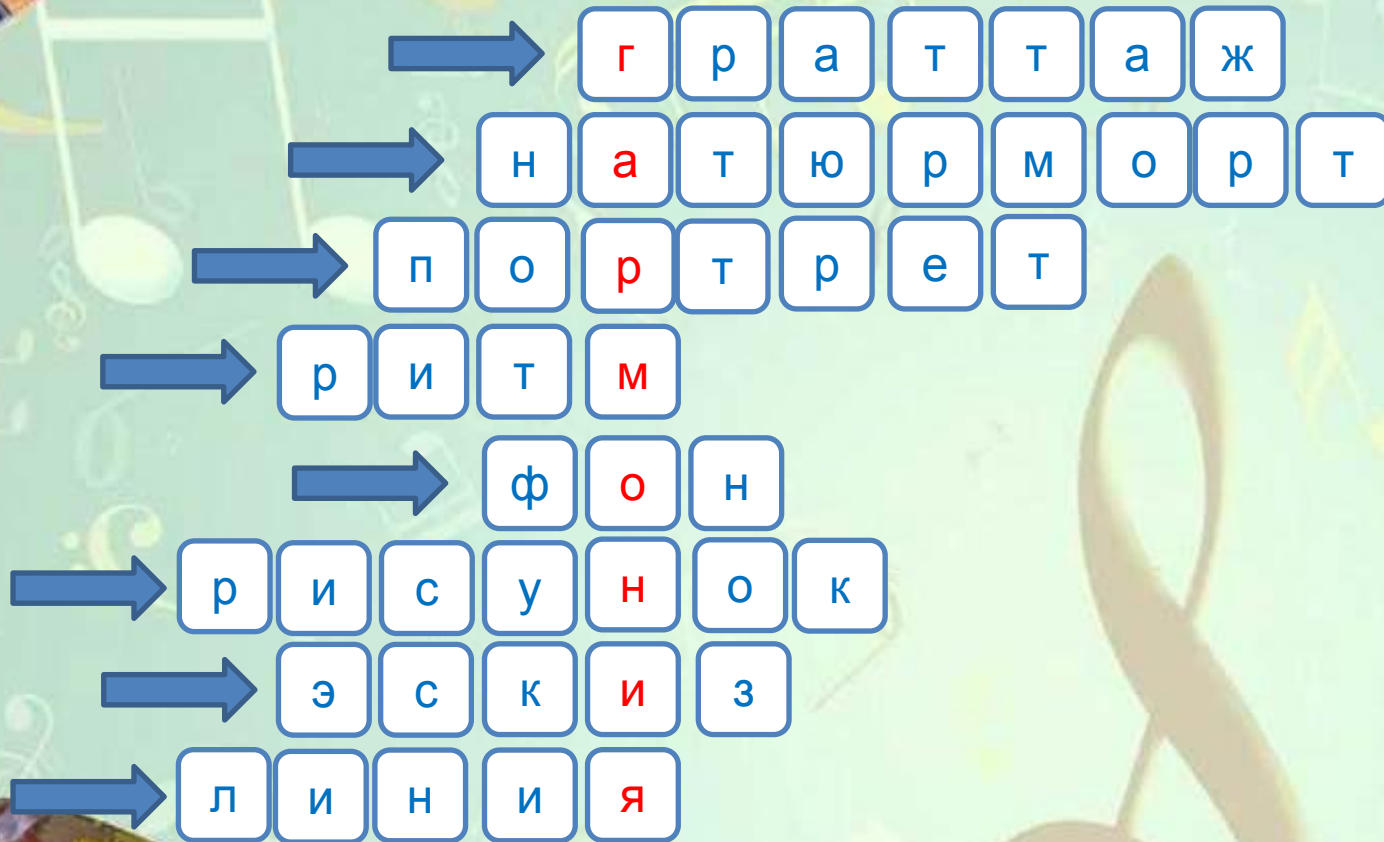 граттаж
натюрморт
портрет
ритм
фон
рисунок
эскиз
линия